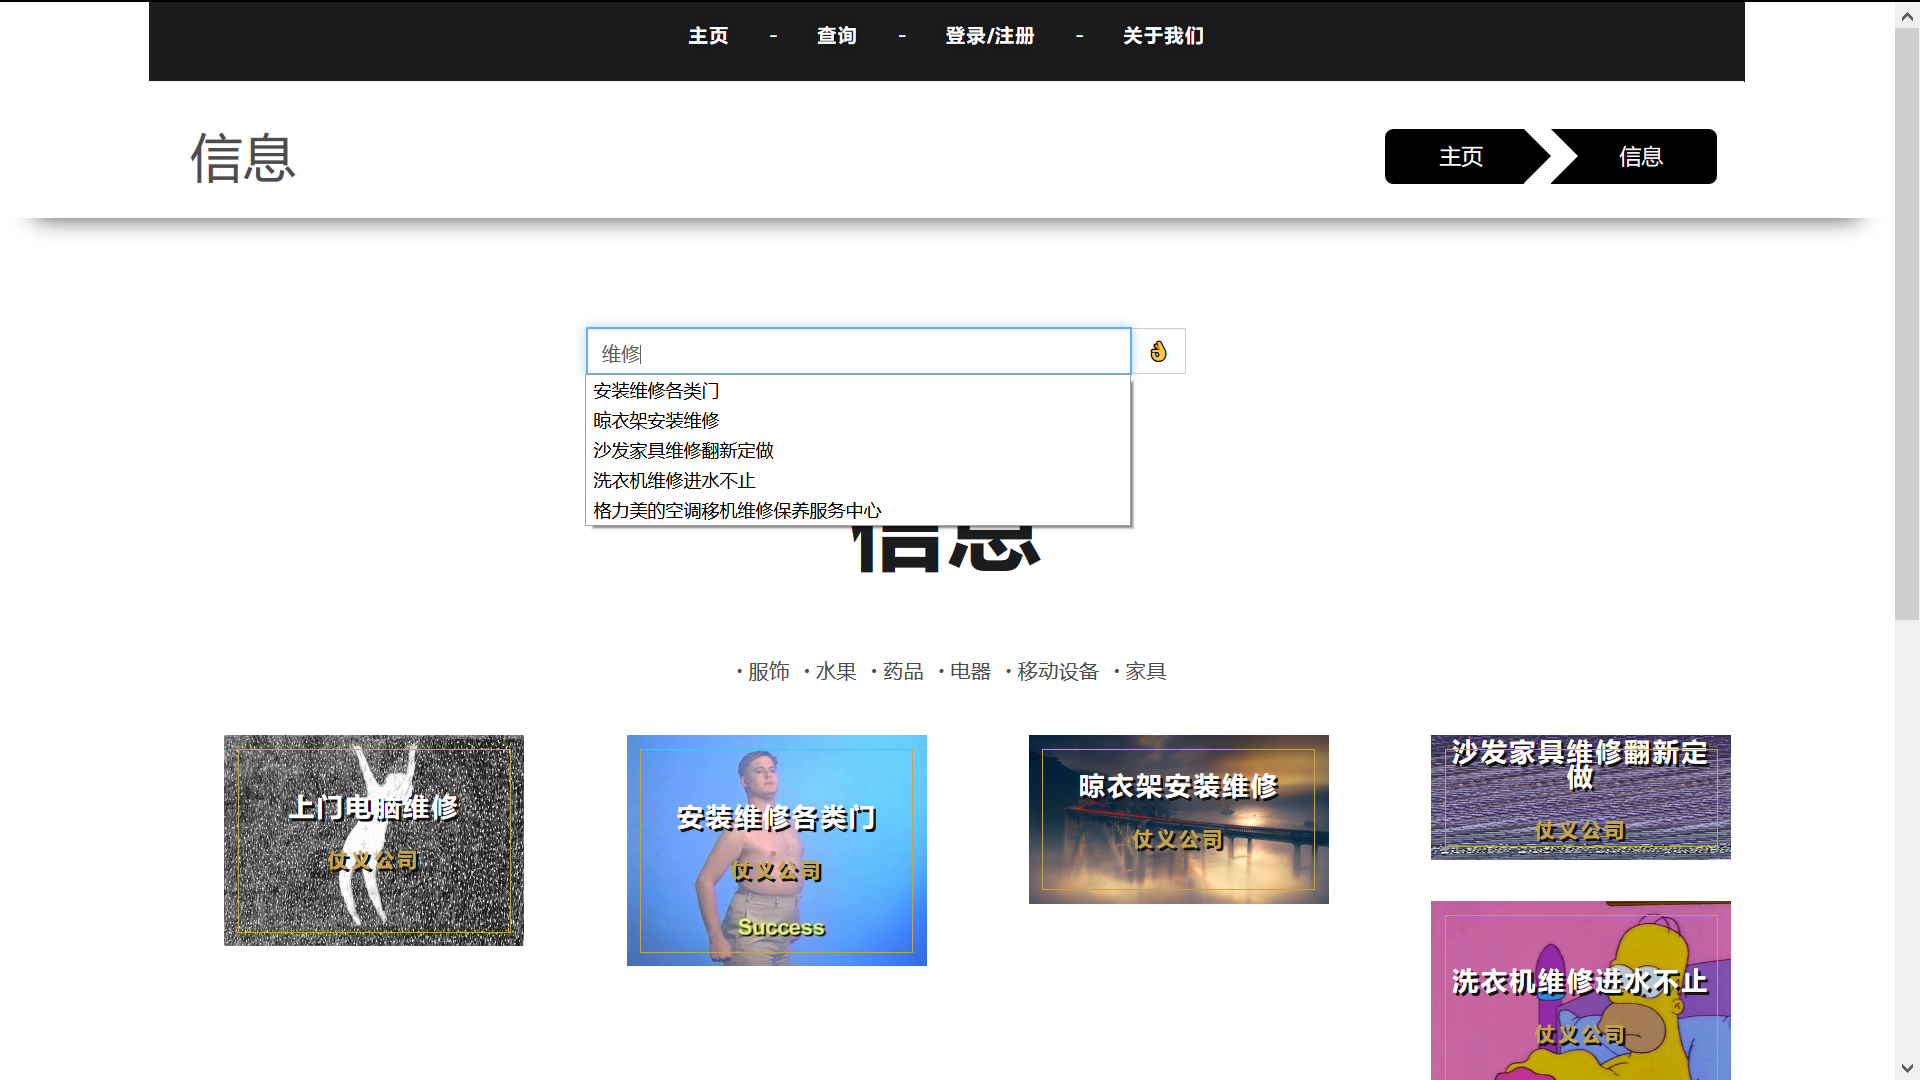 主页 - 查询 - 登录/注册 - 关于我们
信息
主页 信息
维修
安装维修各类门
晾衣架安装维修
沙发家具维修翻新定做
洗衣机维修进水不止
格力美的空调移机维修保养服务中心
信息
·服饰 ·水果 ·药品 ·电器 ·移动设备 ·家具
上门电脑维修
仗义公司
安装维修各类门
仗义公司
Success
晾衣架安装维修
仗义公司
沙发家具维修翻新定
做
仗义公司
洗衣机维修进水不止
仗义公司